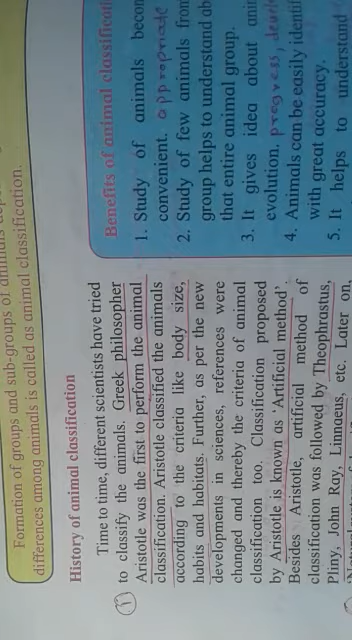 Formation of groups and sub-groups of animals
differences among animals is called as animal classification.
History of animal classification
Time to time, different scientists have tried
to classify the animals. Greek philosopher
Aristotle was the first to perform the animal
classification. Aristotle classified the animals
according to the criteria like body size,
habits and habitats. Further, as per the new
developments in sciences, references were
changed and thereby the criteria of animal
classification too. Classification proposed
by Aristotle is known as ‘Artificial method’.
Besides Aristotle, artificial method of
classification was followed by Theophrastus,
Pliny, John Ray, Linnaeus, etc. Later on,
Benefits of animal classificati
1. Study of animals becom
convenient. appropriate
2. Study of few animals from
group helps to understand ab
that entire animal group.
3. It gives idea about anim
evolution. progress,
4. Animals can be easily identif
with great accuracy.
5. It helps to understand